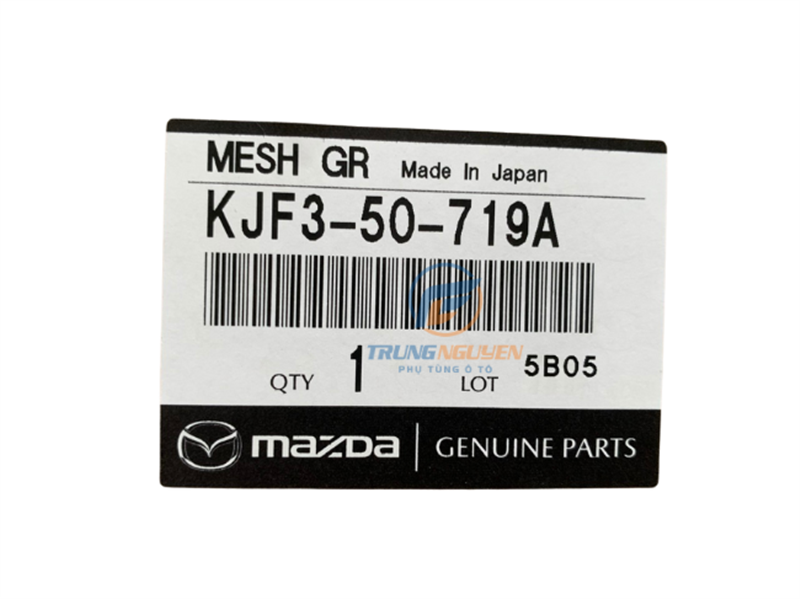 MESH GR Made In Japan
KJF3-50-719A
TRUNG NGUYEN
PHỤ TÙNG Ô TÔ
QTY 1 LOT 5B05
mazda GENUINE PARTS